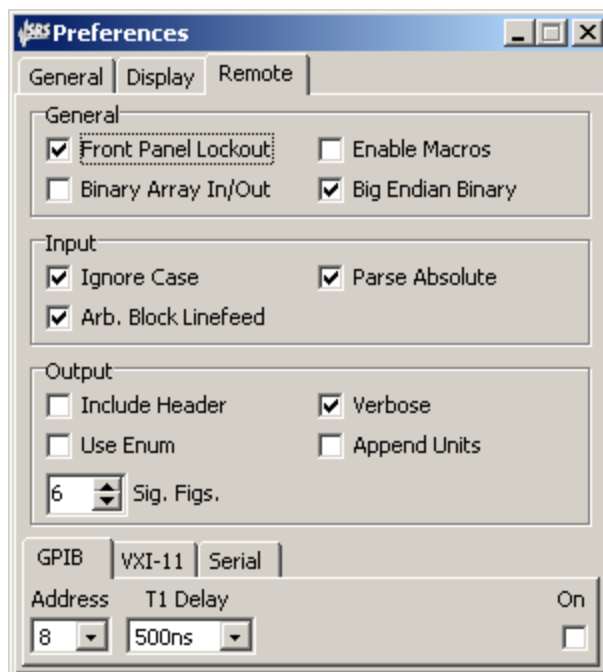 SRS Preferences
General Display Remote
General
Front Panel Lockout Enable Macros
Binary Array In/Out Big Endian Binary
Input
Ignore Case Parse Absolute
Arb. Block Linefeed
Output
Include Header Verbose
Use Enum Append Units
6 Sig. Figs.
GPIB VXI-11 Serial
Address T1 Delay On
8 500ns